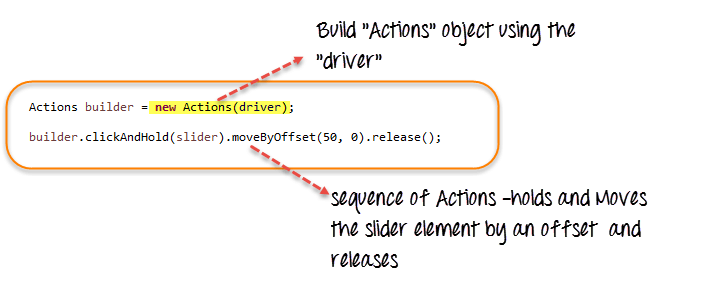 Build "Actions" object using the
"driver"
Actions builder = new Actions(driver);
builder.clickAndHold(slider).moveByOffset(50, 0).release();
sequence of Actions -holds and Moves
the slider element by an offset and
releases